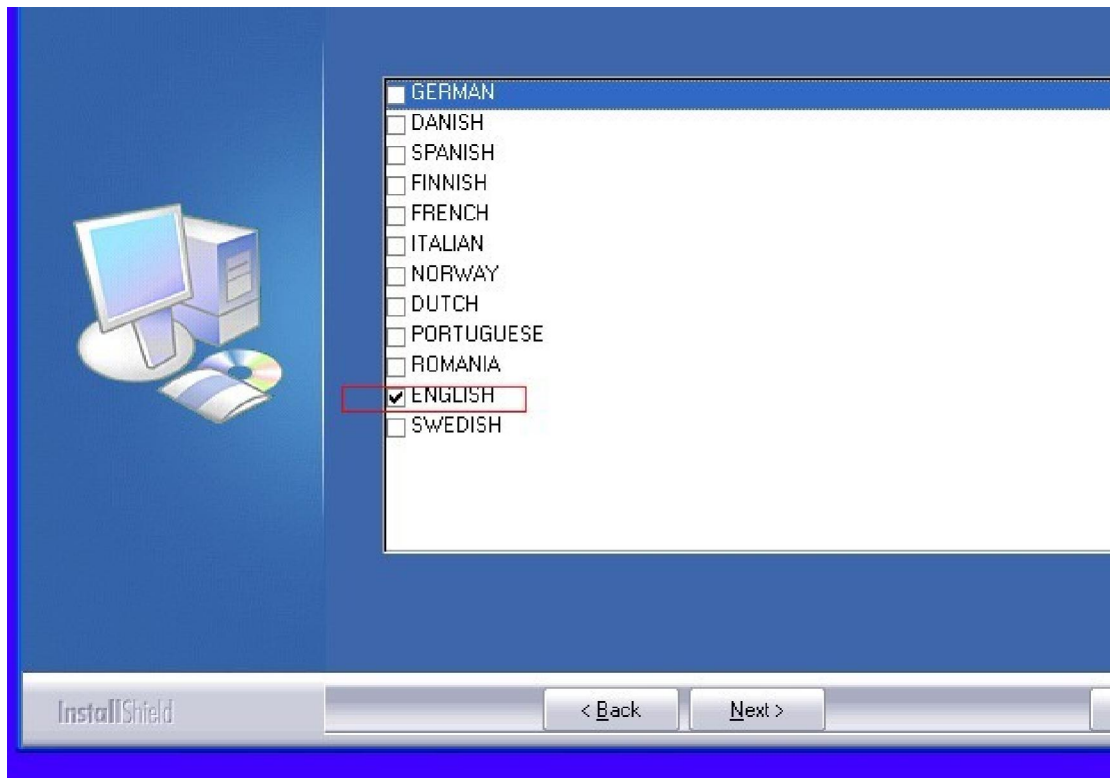 GERMAN
DANISH
SPANISH
FINNISH
FRENCH
ITALIAN
NORWAY
DUTCH
PORTUGUESE
ROMANIA
ENGLISH
SWEDISH
InstallShield
< Back
Next >